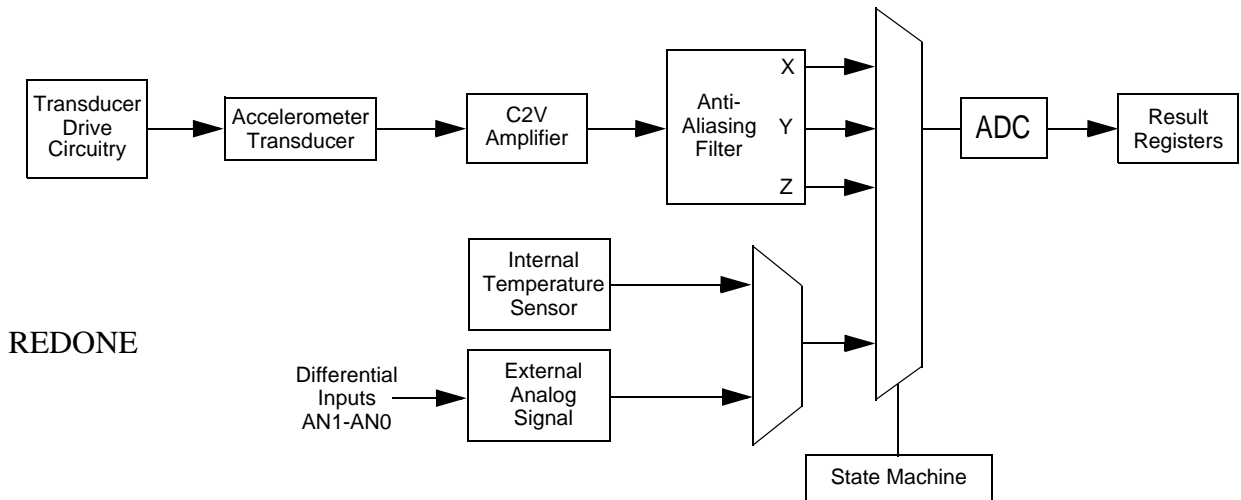 Transducer
Drive
Circuitry
Accelerometer
Transducer
C2V
Amplifier
Anti-
Aliasing
Filter
X
Y
Z
ADC
Result
Registers
Internal
Temperature
Sensor
REDONE
Differential
Inputs
AN1-AN0
External
Analog
Signal
State Machine